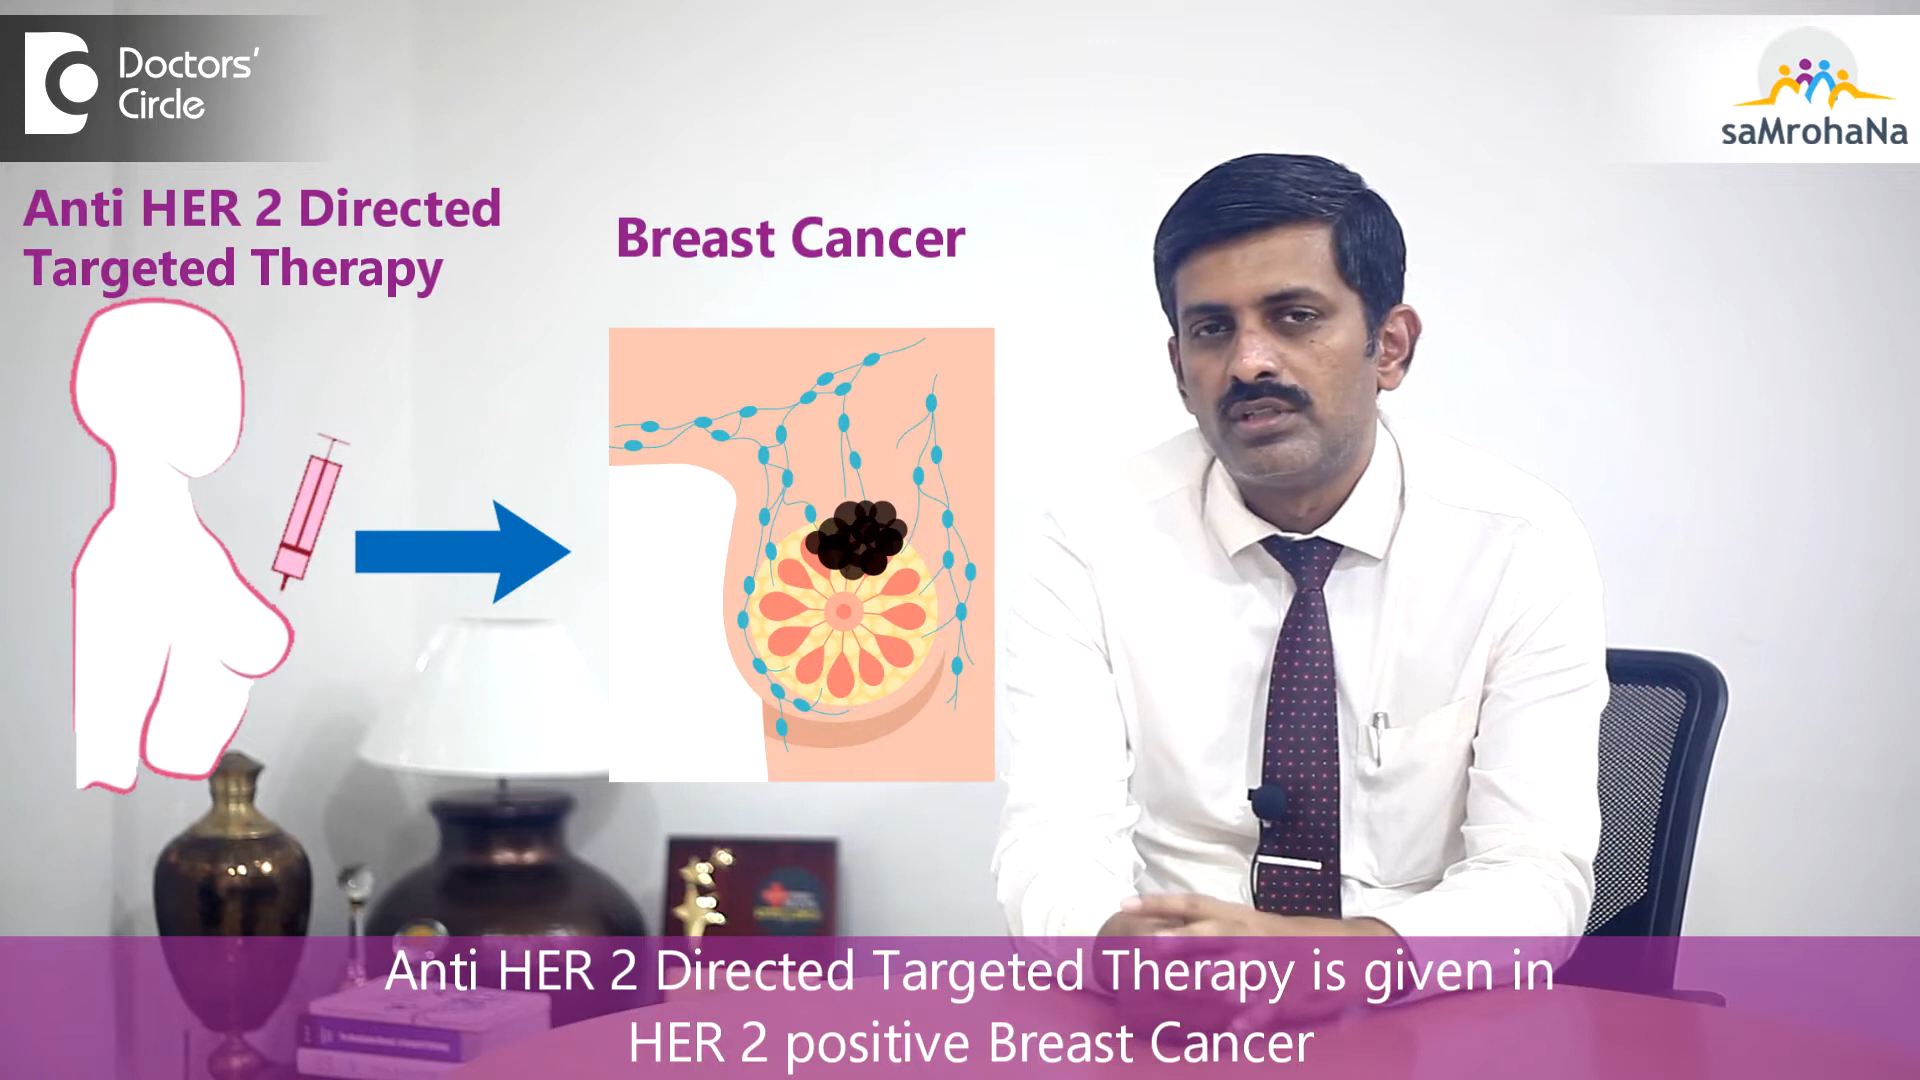 Doctors'
Circle
saMrohaNa
Anti HER 2 Directed
Targeted Therapy
Breast Cancer
Anti HER 2 Directed Targeted Therapy is given in
HER 2 positive Breast Cancer